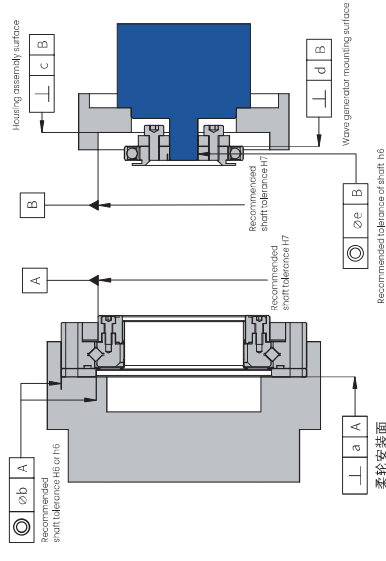 Housing assembly surface
⊥ c B
◎ ⌀b A
Recommended
shaft tolerance H6 or h6
A
B
Recommended
shaft tolerance H7
Recommended
shaft tolerance H7
⊥ d B
Wave generator mounting surface
⊥ a A
柔轮安装面
◎ ⌀e B
Recommended tolerance of shaft h6